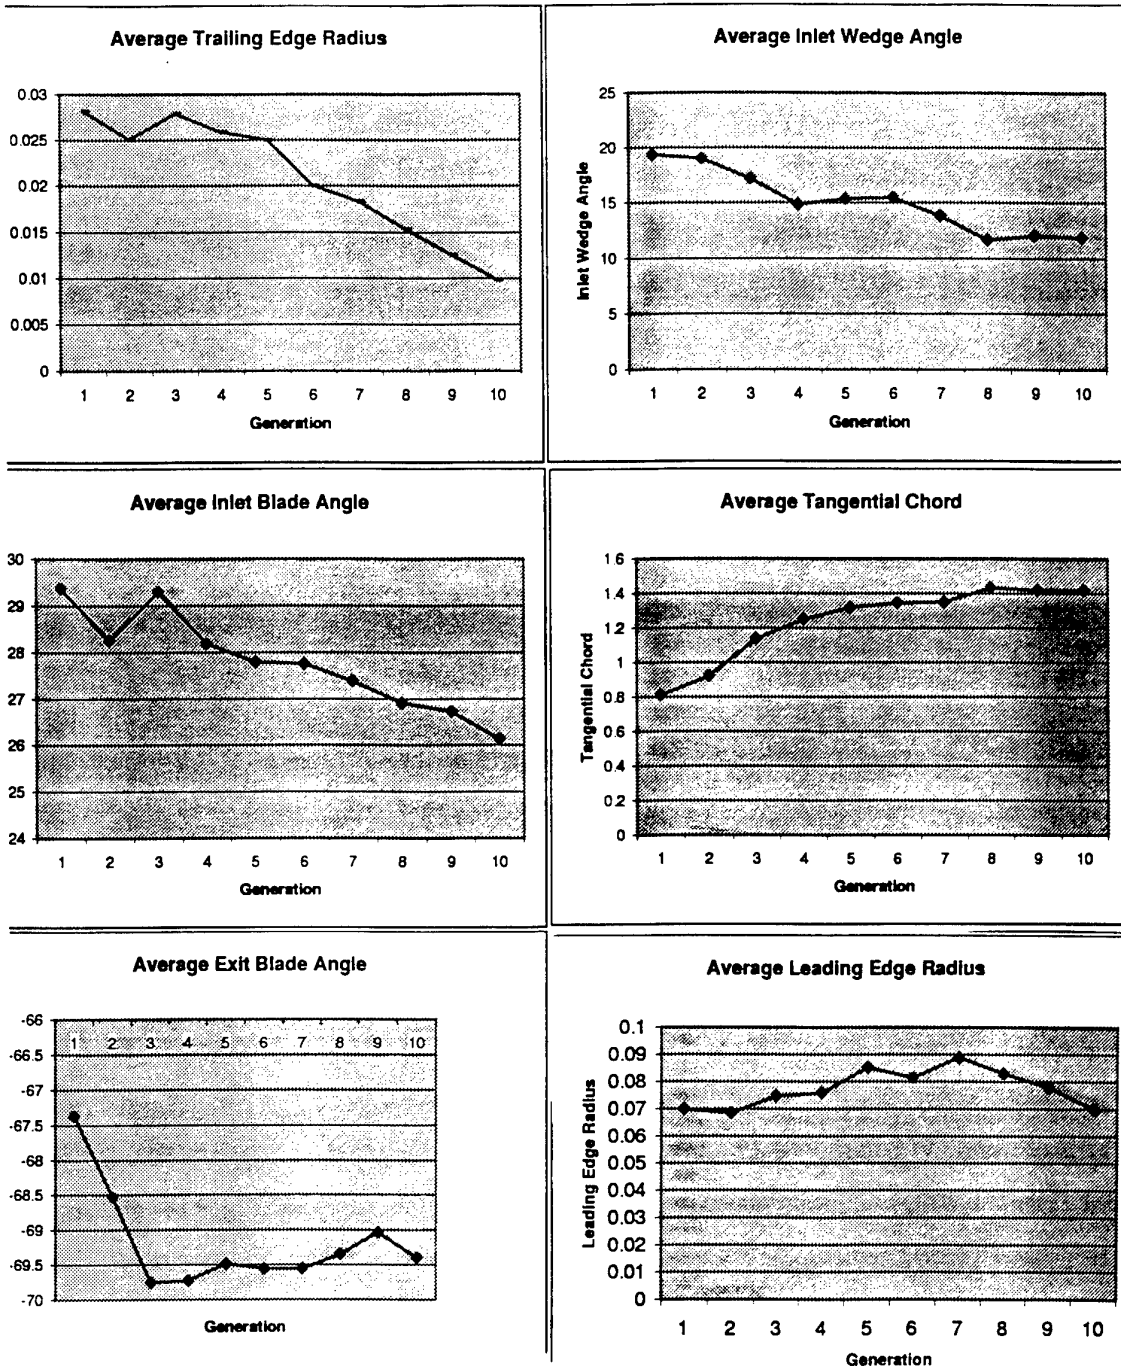 Average Trailing Edge Radius
0.03
0.025
0.02
0.015
0.01
0.005
0
1 2 3 4 5 6 7 8 9 10
Generation
Average Inlet Wedge Angle
Inlet Wedge Angle
25
20
15
10
5
0
1 2 3 4 5 6 7 8 9 10
Generation
Average Inlet Blade Angle
30
29
28
27
26
25
24
1 2 3 4 5 6 7 8 9 10
Generation
Average Tangential Chord
Tangential Chord
1.6
1.4
1.2
1
0.8
0.6
0.4
0.2
0
1 2 3 4 5 6 7 8 9 10
Generation
Average Exit Blade Angle
-66
1 2 3 4 5 6 7 8 9 10
-66.5
-67
-67.5
-68
-68.5
-69
-69.5
-70
Generation
Average Leading Edge Radius
Leading Edge Radius
0.1
0.09
0.08
0.07
0.06
0.05
0.04
0.03
0.02
0.01
0
1 2 3 4 5 6 7 8 9 10
Generation